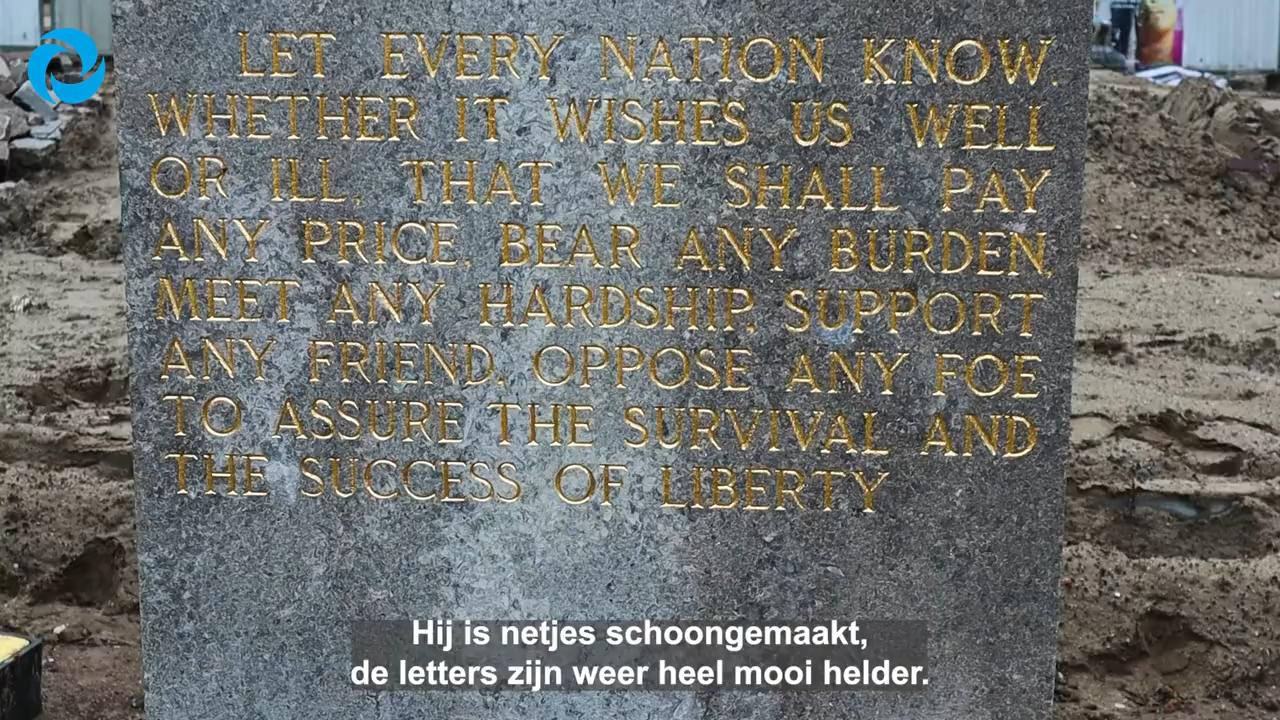 LET EVERY NATION KNOW.
WHETHER IT WISHES US WELL
OR ILL, THAT WE SHALL PAY
ANY PRICE, BEAR ANY BURDEN,
MEET ANY HARDSHIP, SUPPORT
ANY FRIEND, OPPOSE ANY FOE
TO ASSURE THE SURVIVAL AND
THE SUCCESS OF LIBERTY
Hij is netjes schoongemaakt,
de letters zijn weer heel mooi helder.